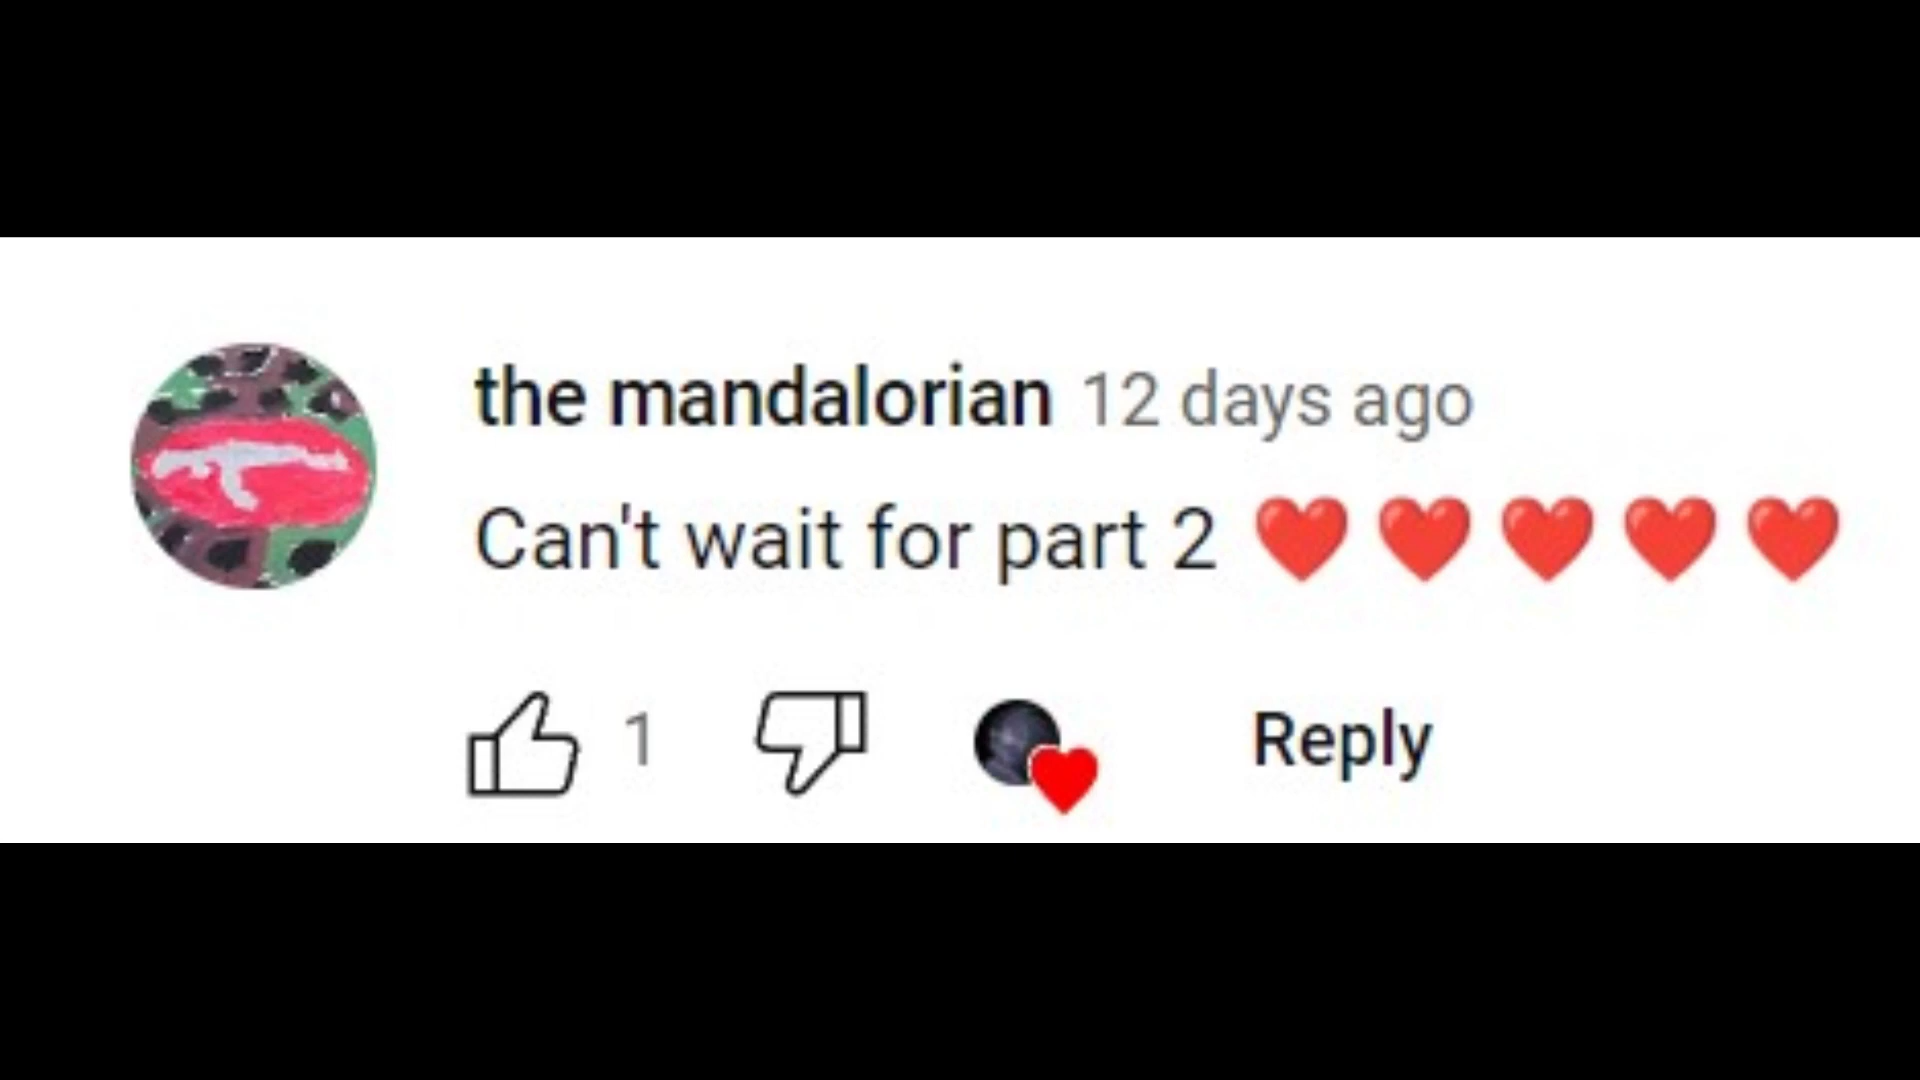 the mandalorian 12 days ago
Can't wait for part 2 ❤️ ❤️ ❤️ ❤️ ❤️
1 Reply